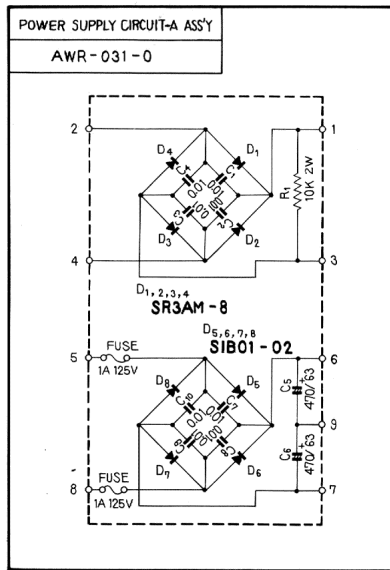 POWER SUPPLY CIRCUIT-A ASS'Y
AWR-031-0
2
1
D4
D1
C4
0.01
C1
0.01
R1
10K 2W
C3
0.01
C2
0.01
D3
D2
4
3
D1,2,3,4
SR3AM-8
D5,6,7,8
SIB01-02
5
FUSE
1A 125V
6
D8
D5
C10
0.01
C7
0.01
C5
+
470/63
9
C9
0.01
C8
0.01
C6
+
470/63
D7
D6
8
FUSE
1A 125V
7